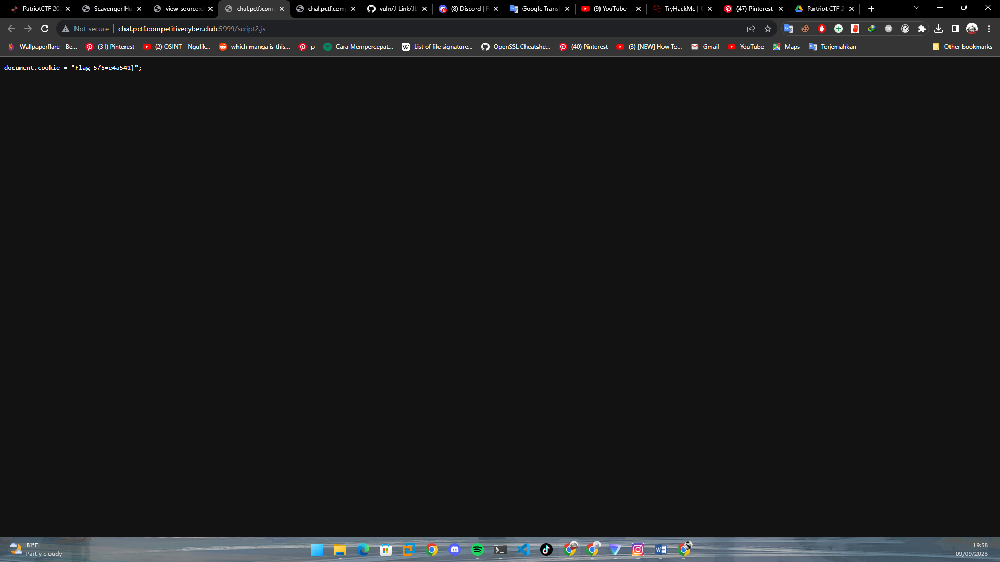 PatriotCTF 20
Scavenger Hu
view-source:c
chal.pctf.com
chal.pctf.com
vuln/J-Link/JL
(8) Discord | F
Google Transl
(9) YouTube
TryHackMe | C
(47) Pinterest
Partriot CTF 2
Not secure
chal.pctf.competitivecyber.club:5999/script2.js
Wallpaperflare - Be...
(31) Pinterest
(2) OSINT - Ngulik...
which manga is this...
p
Cara Mempercepat...
W
List of file signature...
OpenSSL Cheatshe...
(40) Pinterest
(3) [NEW] How To...
Gmail
YouTube
Maps
Terjemahkan
Other bookmarks
document.cookie = "Flag 5/5=e4a541}";
81°F
Partly cloudy
19:58
09/09/2023